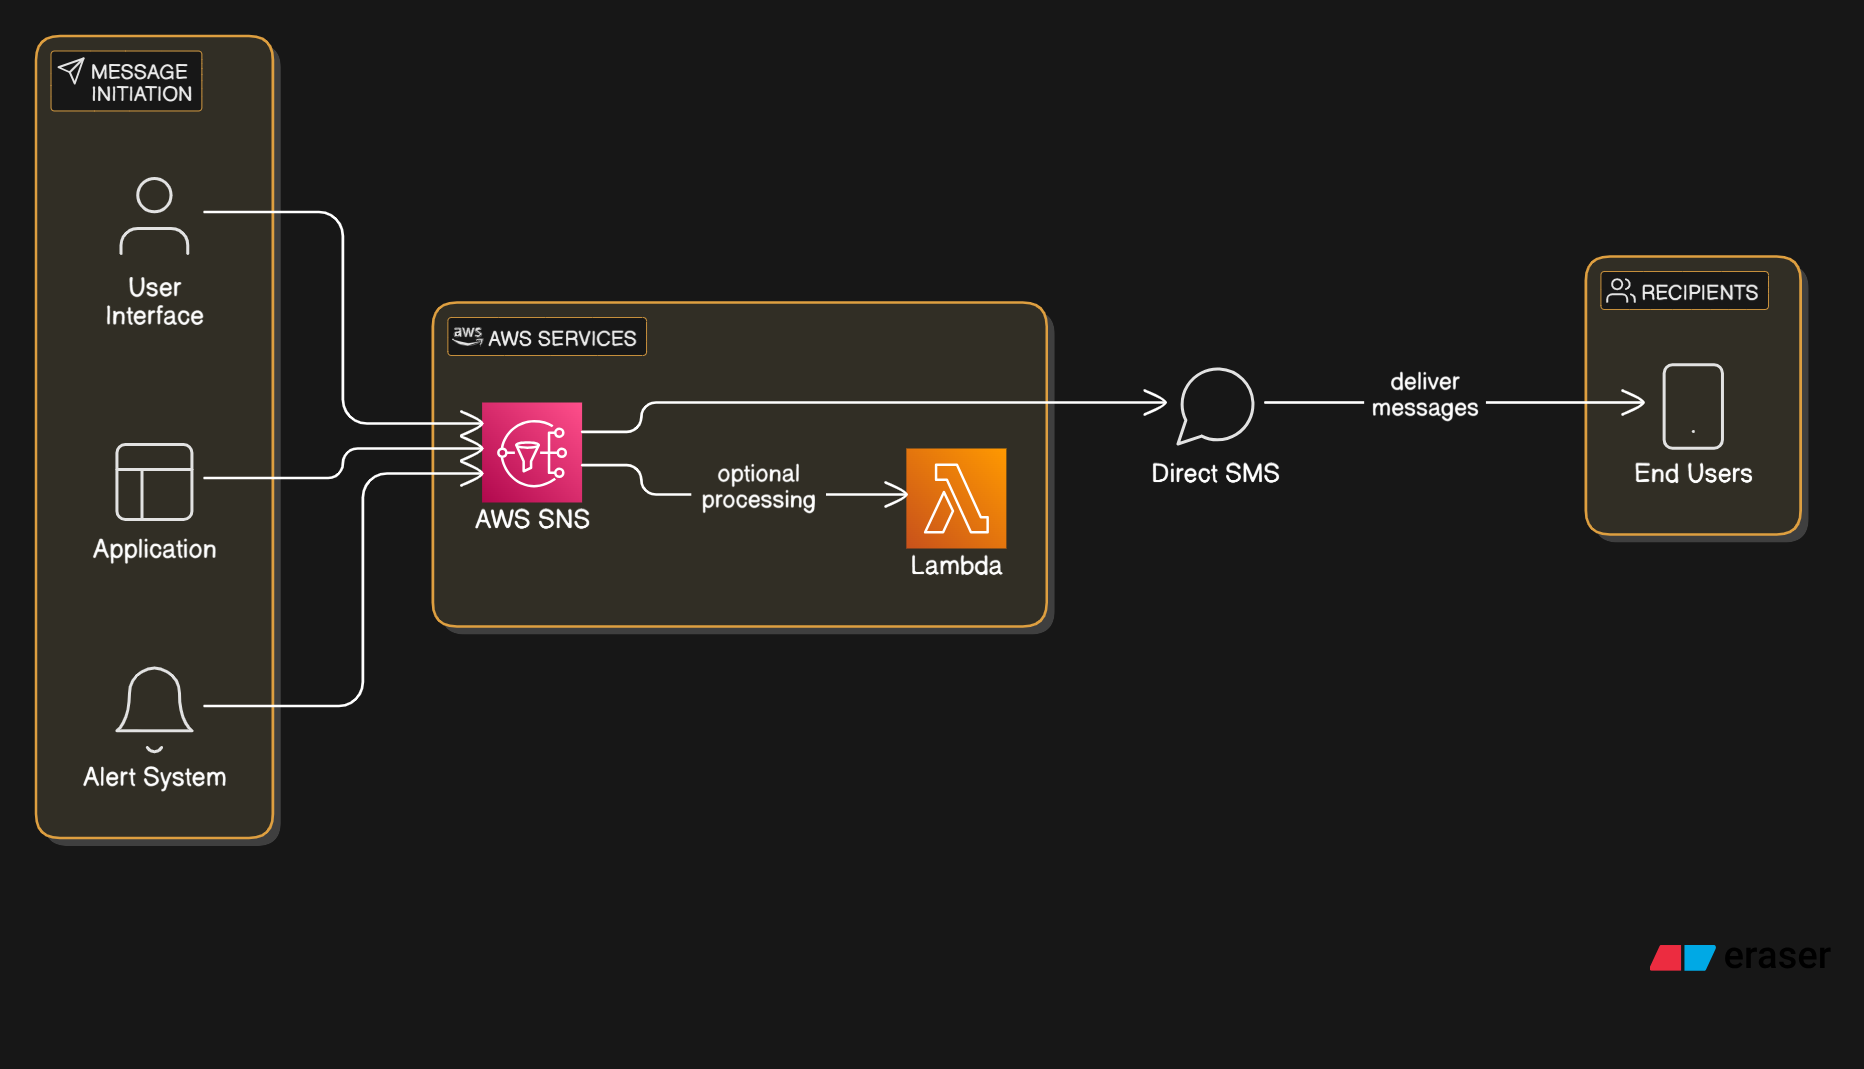 MESSAGE
INITIATION
User
Interface
Application
Alert System
aws AWS SERVICES
AWS SNS
optional
processing
Lambda
Direct SMS
deliver
messages
RECIPIENTS
End Users
eraser